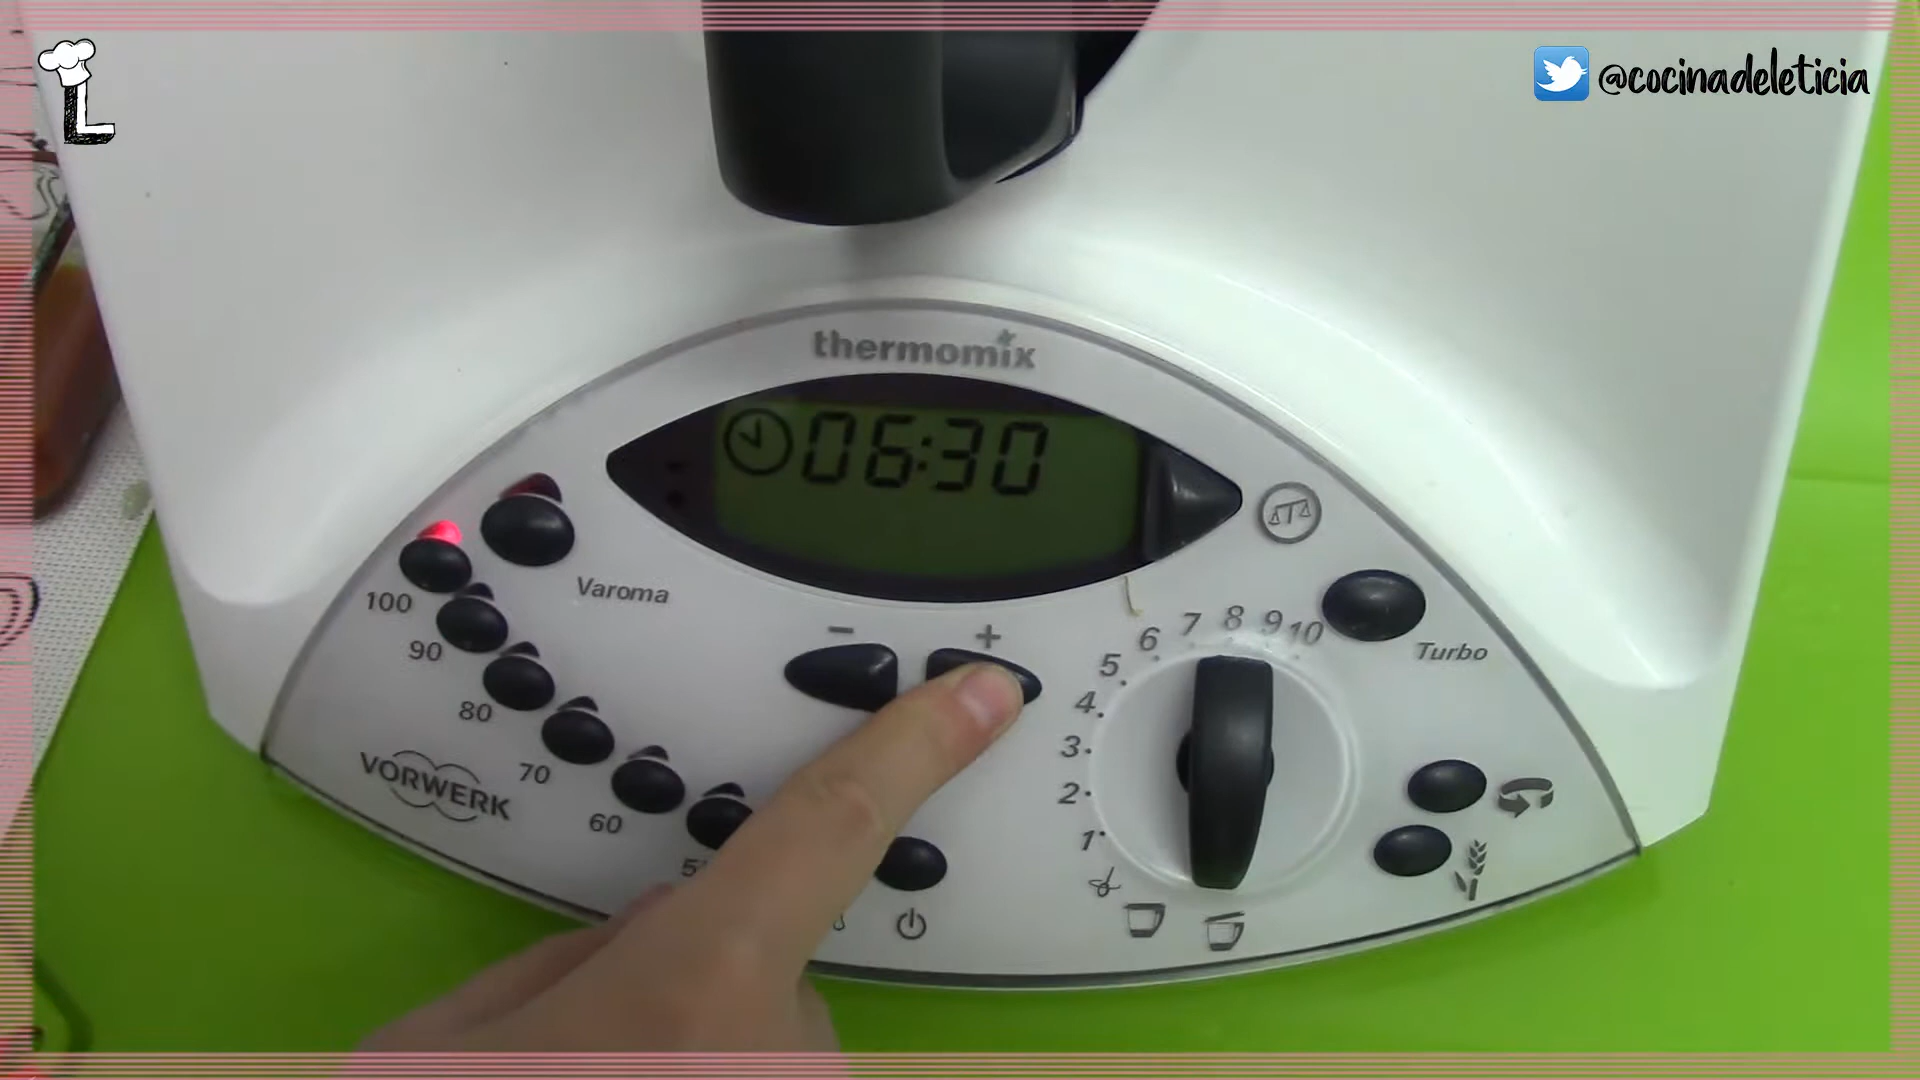 L
@cocinadeleticia
thermomix
06:30
Varoma
100
90
80
70
60
- +
1 2 3 4 5 6 7 8 9 10
Turbo
VORWERK